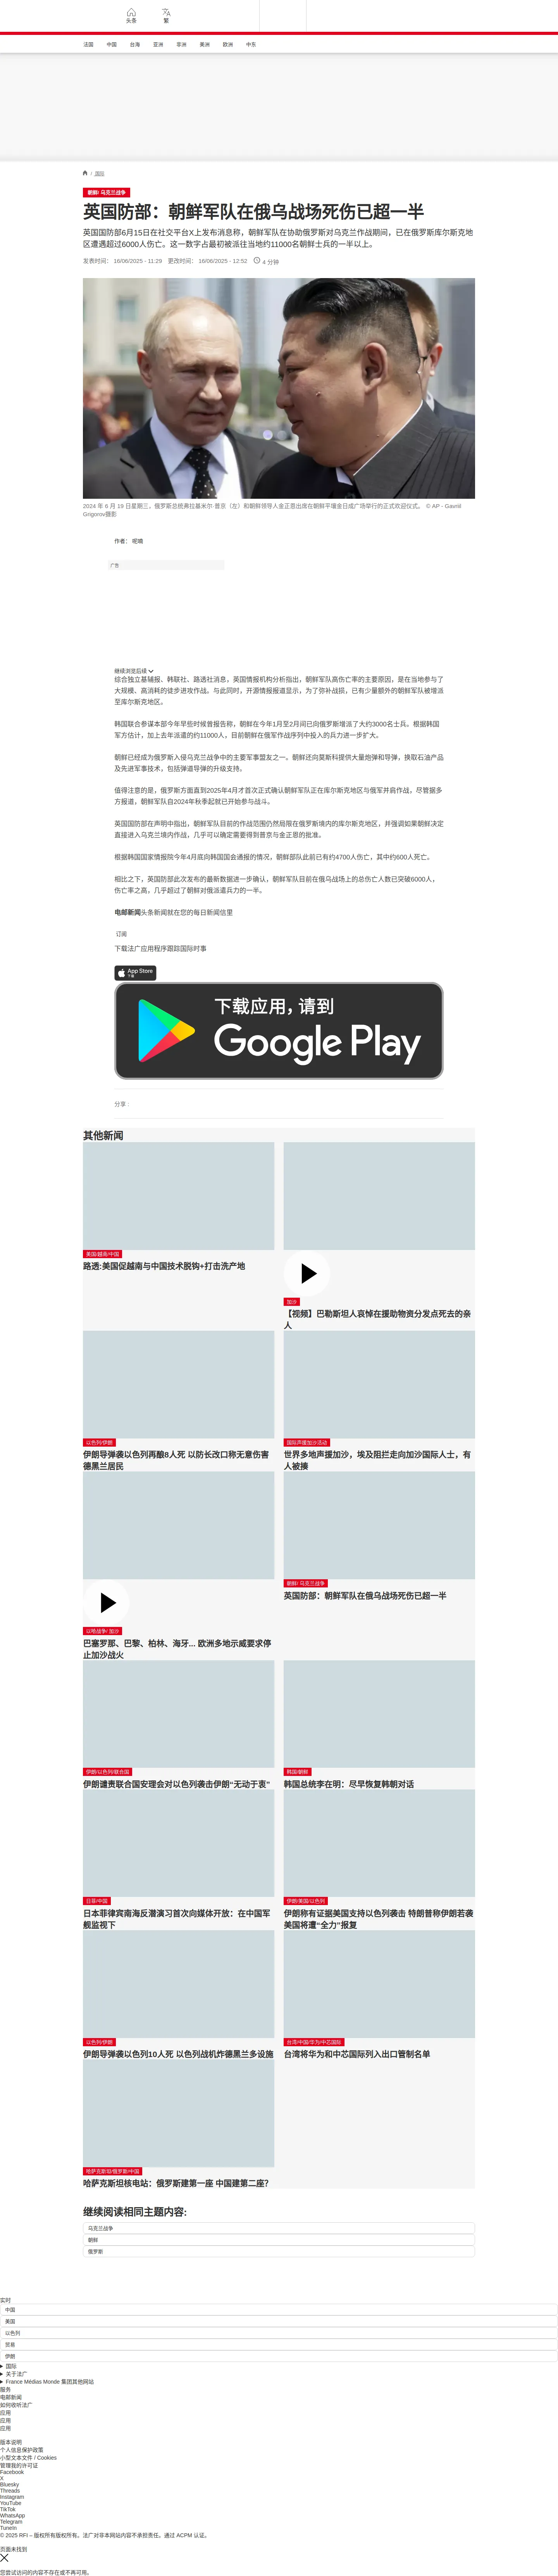 头条
繁
法国
中国
台海
亚洲
非洲
美洲
欧洲
中东
/ 国际
朝鲜/ 乌克兰战争
英国防部：朝鲜军队在俄乌战场死伤已超一半
英国国防部6月15日在社交平台X上发布消息称，朝鲜军队在协助俄罗斯对乌克兰作战期间，已在俄罗斯库尔斯克地
区遭遇超过6000人伤亡。这一数字占最初被派往当地约11000名朝鲜士兵的一半以上。
发表时间： 16/06/2025 - 11:29 更改时间： 16/06/2025 - 12:52 4 分钟
2024 年 6 月 19 日星期三，俄罗斯总统弗拉基米尔·普京（左）和朝鲜领导人金正恩出席在朝鲜平壤金日成广场举行的正式欢迎仪式。 © AP - Gavriil
Grigorov摄影
作者： 呢喃
广告
继续浏览后续
综合独立基辅报、韩联社、路透社消息，英国情报机构分析指出，朝鲜军队高伤亡率的主要原因，是在当地参与了
大规模、高消耗的徒步进攻作战。与此同时，开源情报报道显示，为了弥补战损，已有少量额外的朝鲜军队被增派
至库尔斯克地区。
韩国联合参谋本部今年早些时候曾报告称，朝鲜在今年1月至2月间已向俄罗斯增派了大约3000名士兵。根据韩国
军方估计，加上去年派遣的约11000人，目前朝鲜在俄军作战序列中投入的兵力进一步扩大。
朝鲜已经成为俄罗斯入侵乌克兰战争中的主要军事盟友之一。朝鲜还向莫斯科提供大量炮弹和导弹，换取石油产品
及先进军事技术，包括弹道导弹的升级支持。
值得注意的是，俄罗斯方面直到2025年4月才首次正式确认朝鲜军队正在库尔斯克地区与俄军并肩作战，尽管据多
方报道，朝鲜军队自2024年秋季起就已开始参与战斗。
英国国防部在声明中指出，朝鲜军队目前的作战范围仍然局限在俄罗斯境内的库尔斯克地区，并强调如果朝鲜决定
直接进入乌克兰境内作战，几乎可以确定需要得到普京与金正恩的批准。
根据韩国国家情报院今年4月底向韩国国会通报的情况，朝鲜部队此前已有约4700人伤亡，其中约600人死亡。
相比之下，英国防部此次发布的最新数据进一步确认，朝鲜军队目前在俄乌战场上的总伤亡人数已突破6000人，
伤亡率之高，几乎超过了朝鲜对俄派遣兵力的一半。
电邮新闻头条新闻就在您的每日新闻信里
订阅
下载法广应用程序跟踪国际时事
App Store
下载
下载应用，请到
Google Play
分享 :
其他新闻
美国/越南/中国
路透:美国促越南与中国技术脱钩+打击洗产地
加沙
【视频】巴勒斯坦人哀悼在援助物资分发点死去的亲
人
以色列/伊朗
伊朗导弹袭以色列再酿8人死 以防长改口称无意伤害
德黑兰居民
国际声援加沙活动
世界多地声援加沙，埃及阻拦走向加沙国际人士，有
人被揍
以哈战争/ 加沙
巴塞罗那、巴黎、柏林、海牙... 欧洲多地示威要求停
止加沙战火
朝鲜/ 乌克兰战争
英国防部：朝鲜军队在俄乌战场死伤已超一半
伊朗/以色列/联合国
伊朗谴责联合国安理会对以色列袭击伊朗“无动于衷”
韩国/朝鲜
韩国总统李在明：尽早恢复韩朝对话
日菲/中国
日本菲律宾南海反潜演习首次向媒体开放：在中国军
舰监视下
伊朗/美国/以色列
伊朗称有证据美国支持以色列袭击 特朗普称伊朗若袭
美国将遭“全力”报复
以色列/伊朗
伊朗导弹袭以色列10人死 以色列战机炸德黑兰多设施
台湾/中国/华为/中芯国际
台湾将华为和中芯国际列入出口管制名单
哈萨克斯坦/俄罗斯/中国
哈萨克斯坦核电站：俄罗斯建第一座 中国建第二座？
继续阅读相同主题内容:
乌克兰战争
朝鲜
俄罗斯
实时
中国
美国
以色列
贸易
伊朗
国际
关于法广
France Médias Monde 集团其他网站
服务
电邮新闻
如何收听法广
应用
应用
应用
版本说明
个人信息保护政策
小型文本文件 / Cookies
管理我的许可证
Facebook
X
Bluesky
Threads
Instagram
YouTube
TikTok
WhatsApp
Telegram
TuneIn
© 2025 RFI – 版权所有版权所有。法广对非本网站内容不承担责任。通过 ACPM 认证。
页面未找到
您尝试访问的内容不存在或不再可用。